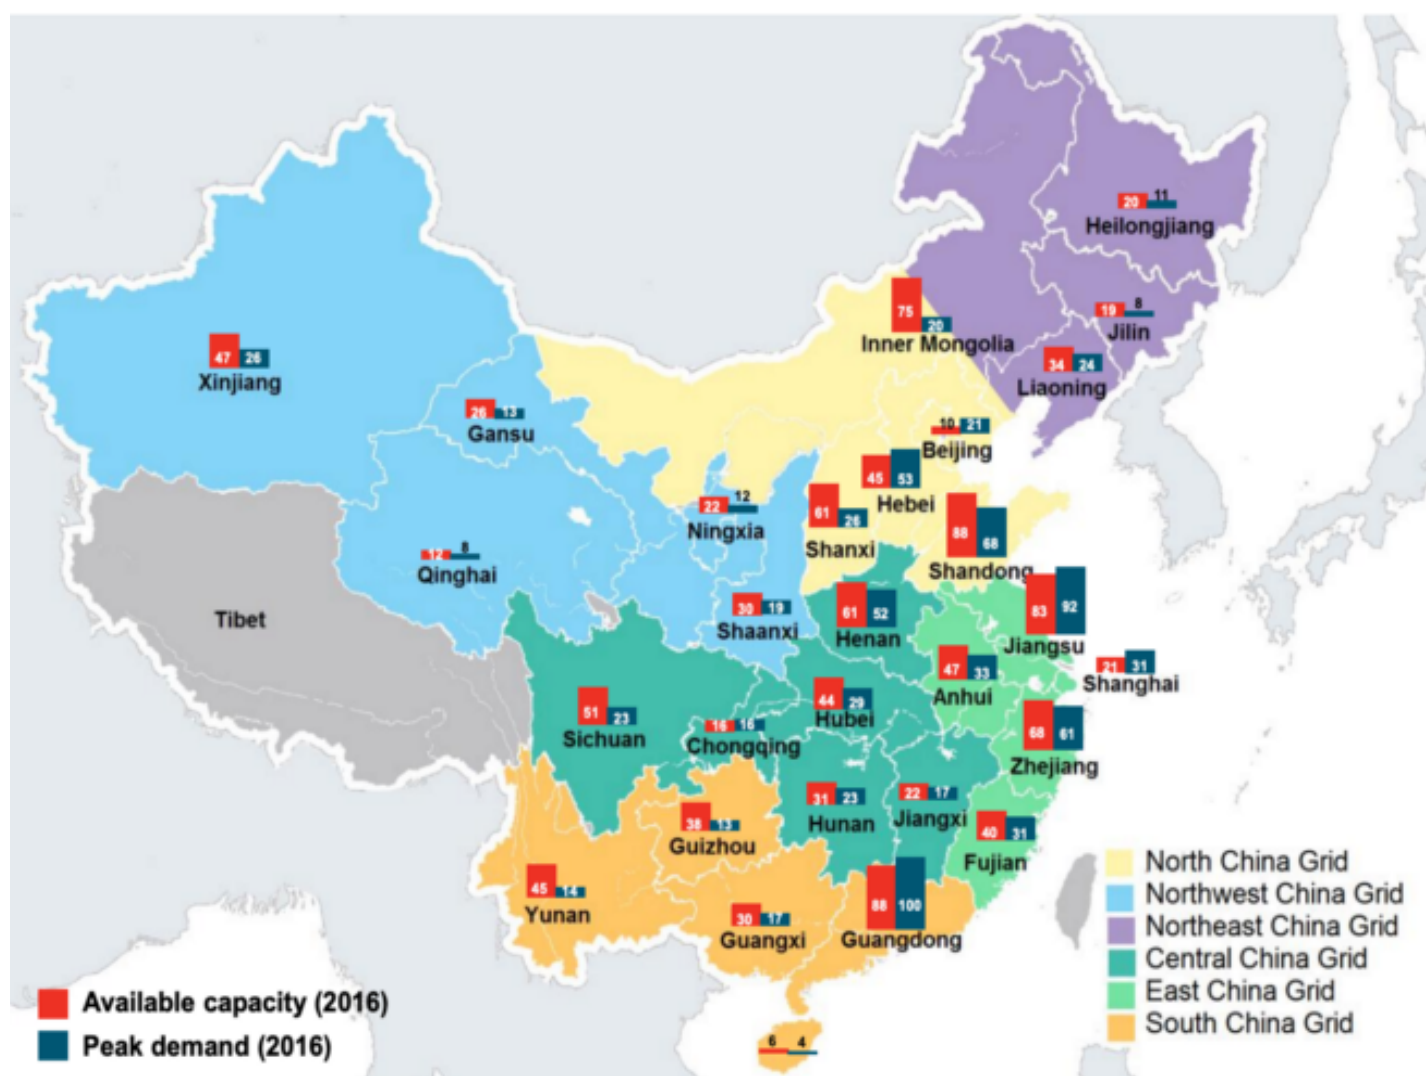 20 11
Heilongjiang
75 20
Inner Mongolia
19 8
Jilin
47 26
Xinjiang
34 24
Liaoning
26 13
Gansu
10 21
Beijing
45 53
Hebei
22 12
Ningxia
61 26
Shanxi
88 68
Shandong
12 8
Qinghai
Tibet
30 19
Shaanxi
61 52
Henan
83 92
Jiangsu
47 33
Anhui
21 31
Shanghai
51 23
Sichuan
16 16
Chongqing
44 29
Hubei
68 61
Zhejiang
31 23
Hunan
22 17
Jiangxi
40 31
Fujian
38 13
Guizhou
45 14
Yunan
30 17
Guangxi
88 100
Guangdong
6 4
North China Grid
Northwest China Grid
Northeast China Grid
Central China Grid
East China Grid
South China Grid
Available capacity (2016)
Peak demand (2016)